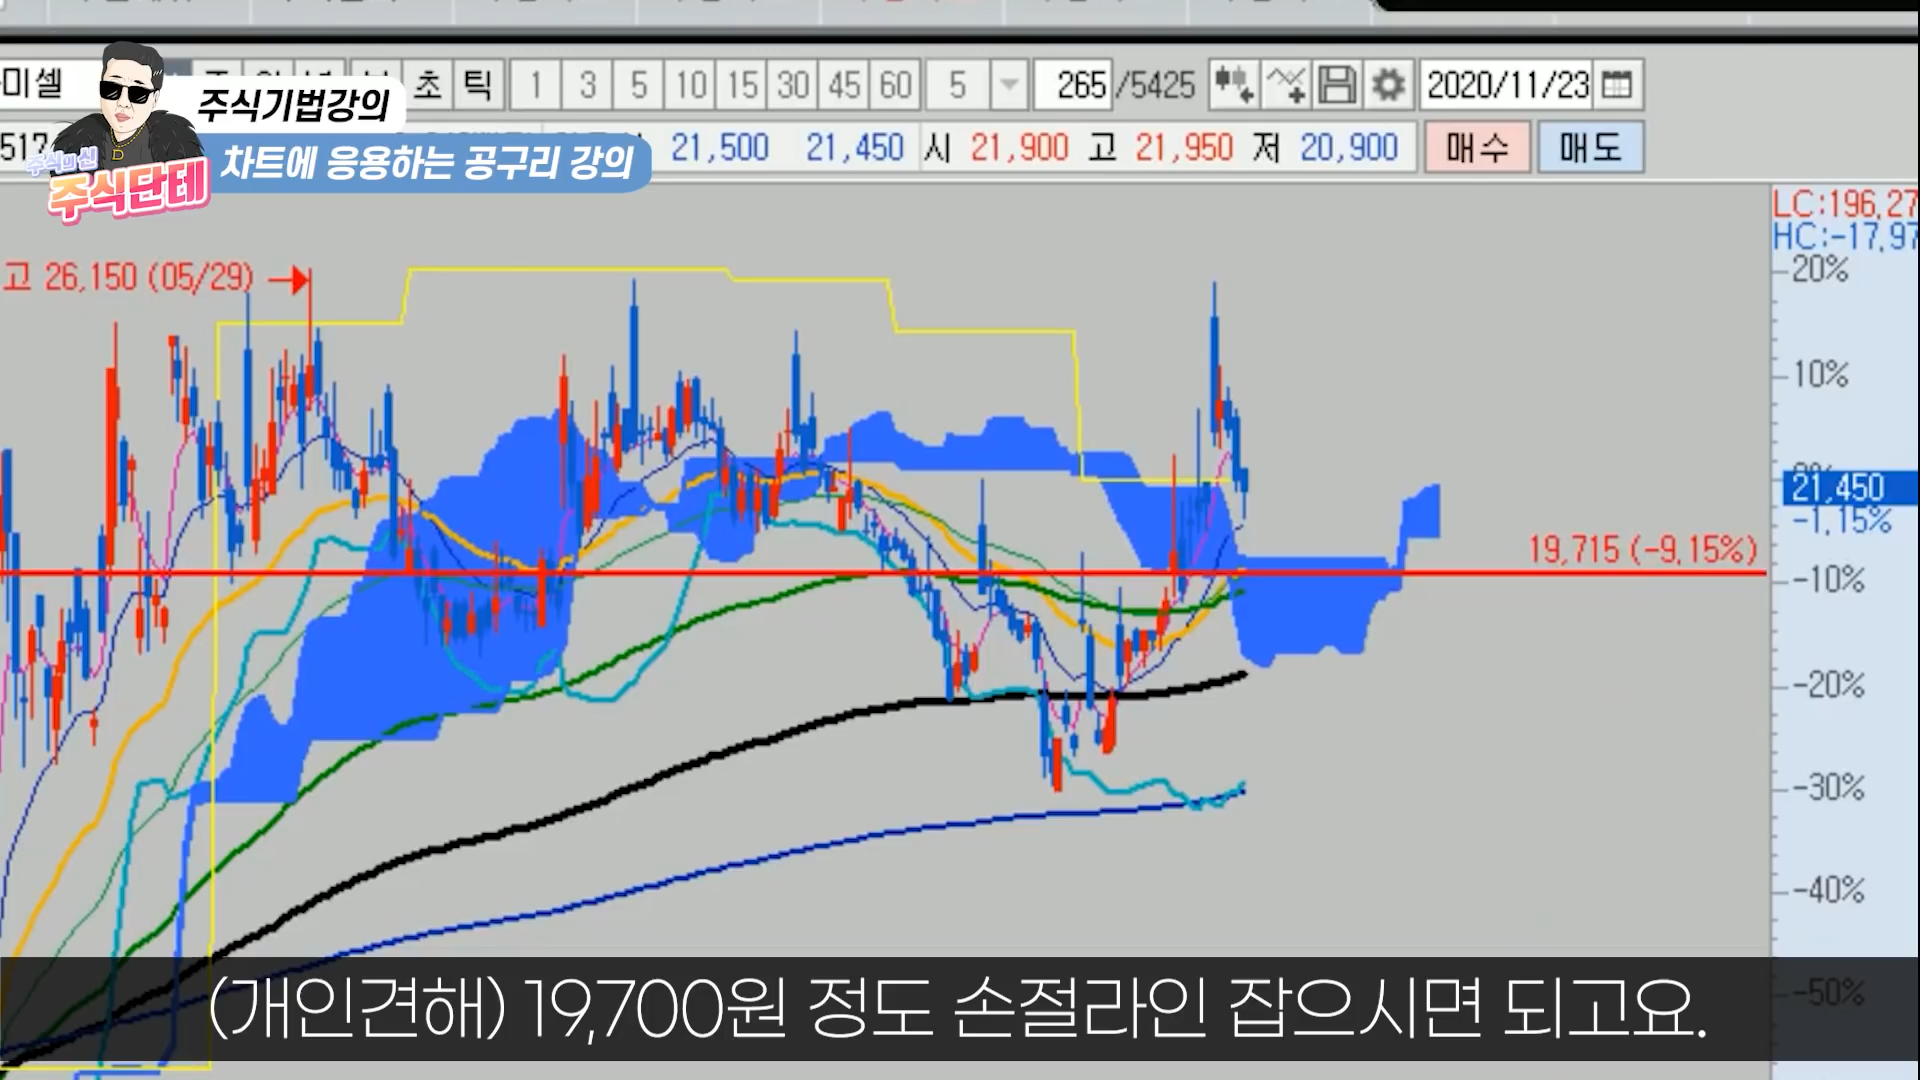 미셀
초 틱 1 3 5 10 15 30 45 60 5 265 /5425 2020/11/23
주식기법강의
517 21,500 21,450 시 21,900 고 21,950 저 20,900 매수 매도
차트에 응용하는 공구리 강의
주식의 신
주식단테
D
LC:196,27
HC:-17,97
고 26,150 (05/29)
20%
10%
0%
21,450
-1,15%
19,715 (-9,15%)
-10%
-20%
-30%
-40%
-50%
(개인견해) 19,700원 정도 손절라인 잡으시면 되고요.